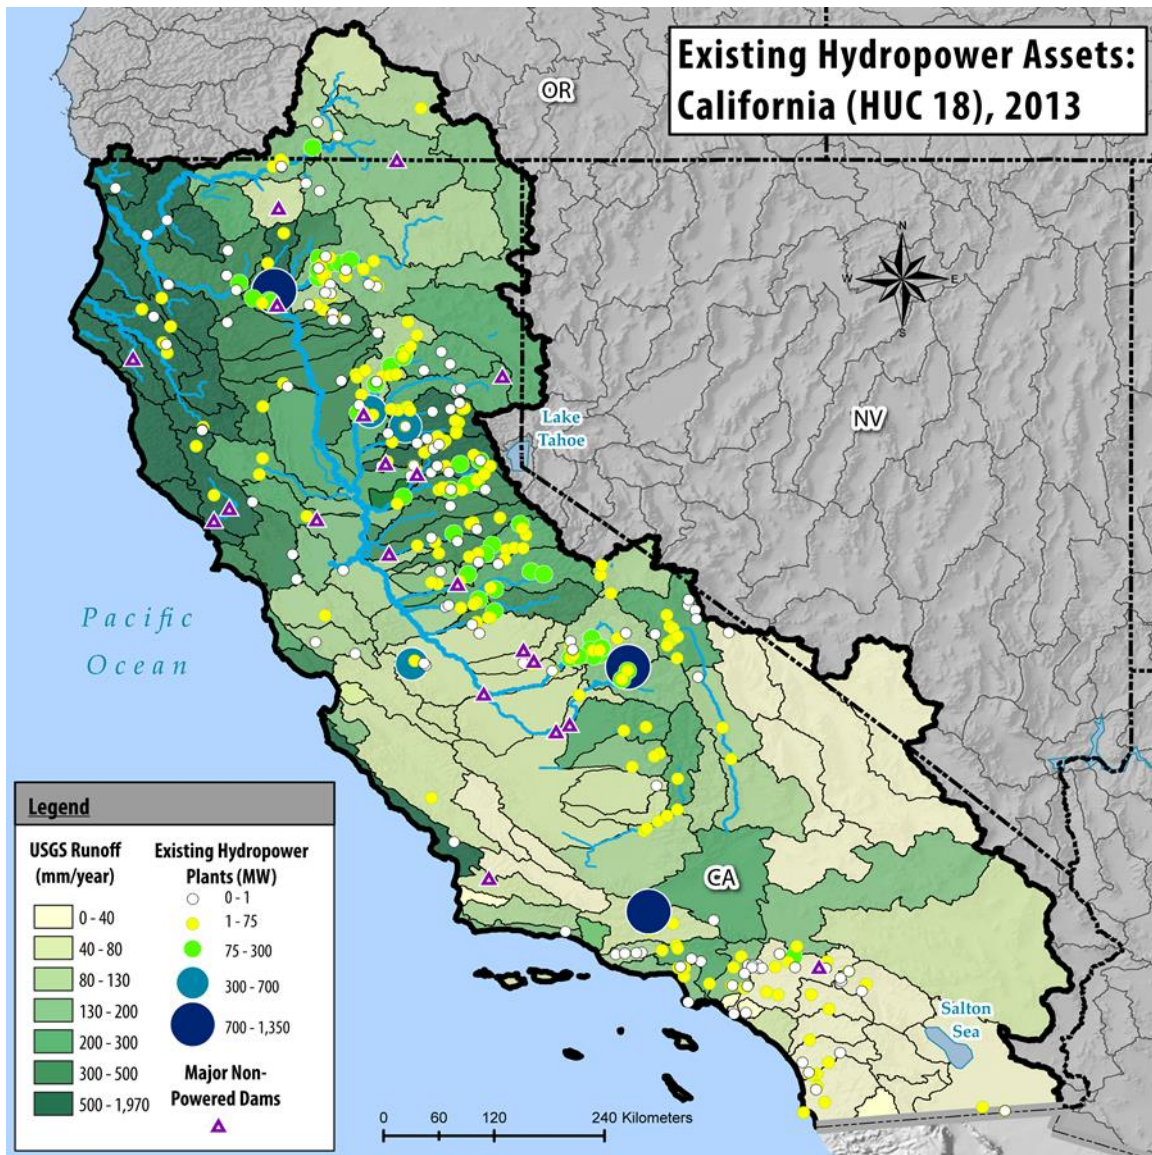 Existing Hydropower Assets:
California (HUC 18), 2013
OR
N
W
E
S
NV
Lake
Tahoe
Pacific
Ocean
CA
Salton
Sea
Legend
USGS Runoff
(mm/year)
0 - 40
40 - 80
80 - 130
130 - 200
200 - 300
300 - 500
500 - 1,970
Existing Hydropower
Plants (MW)
0 - 1
1 - 75
75 - 300
300 - 700
700 - 1,350
Major Non-
Powered Dams
0 60 120 240 Kilometers